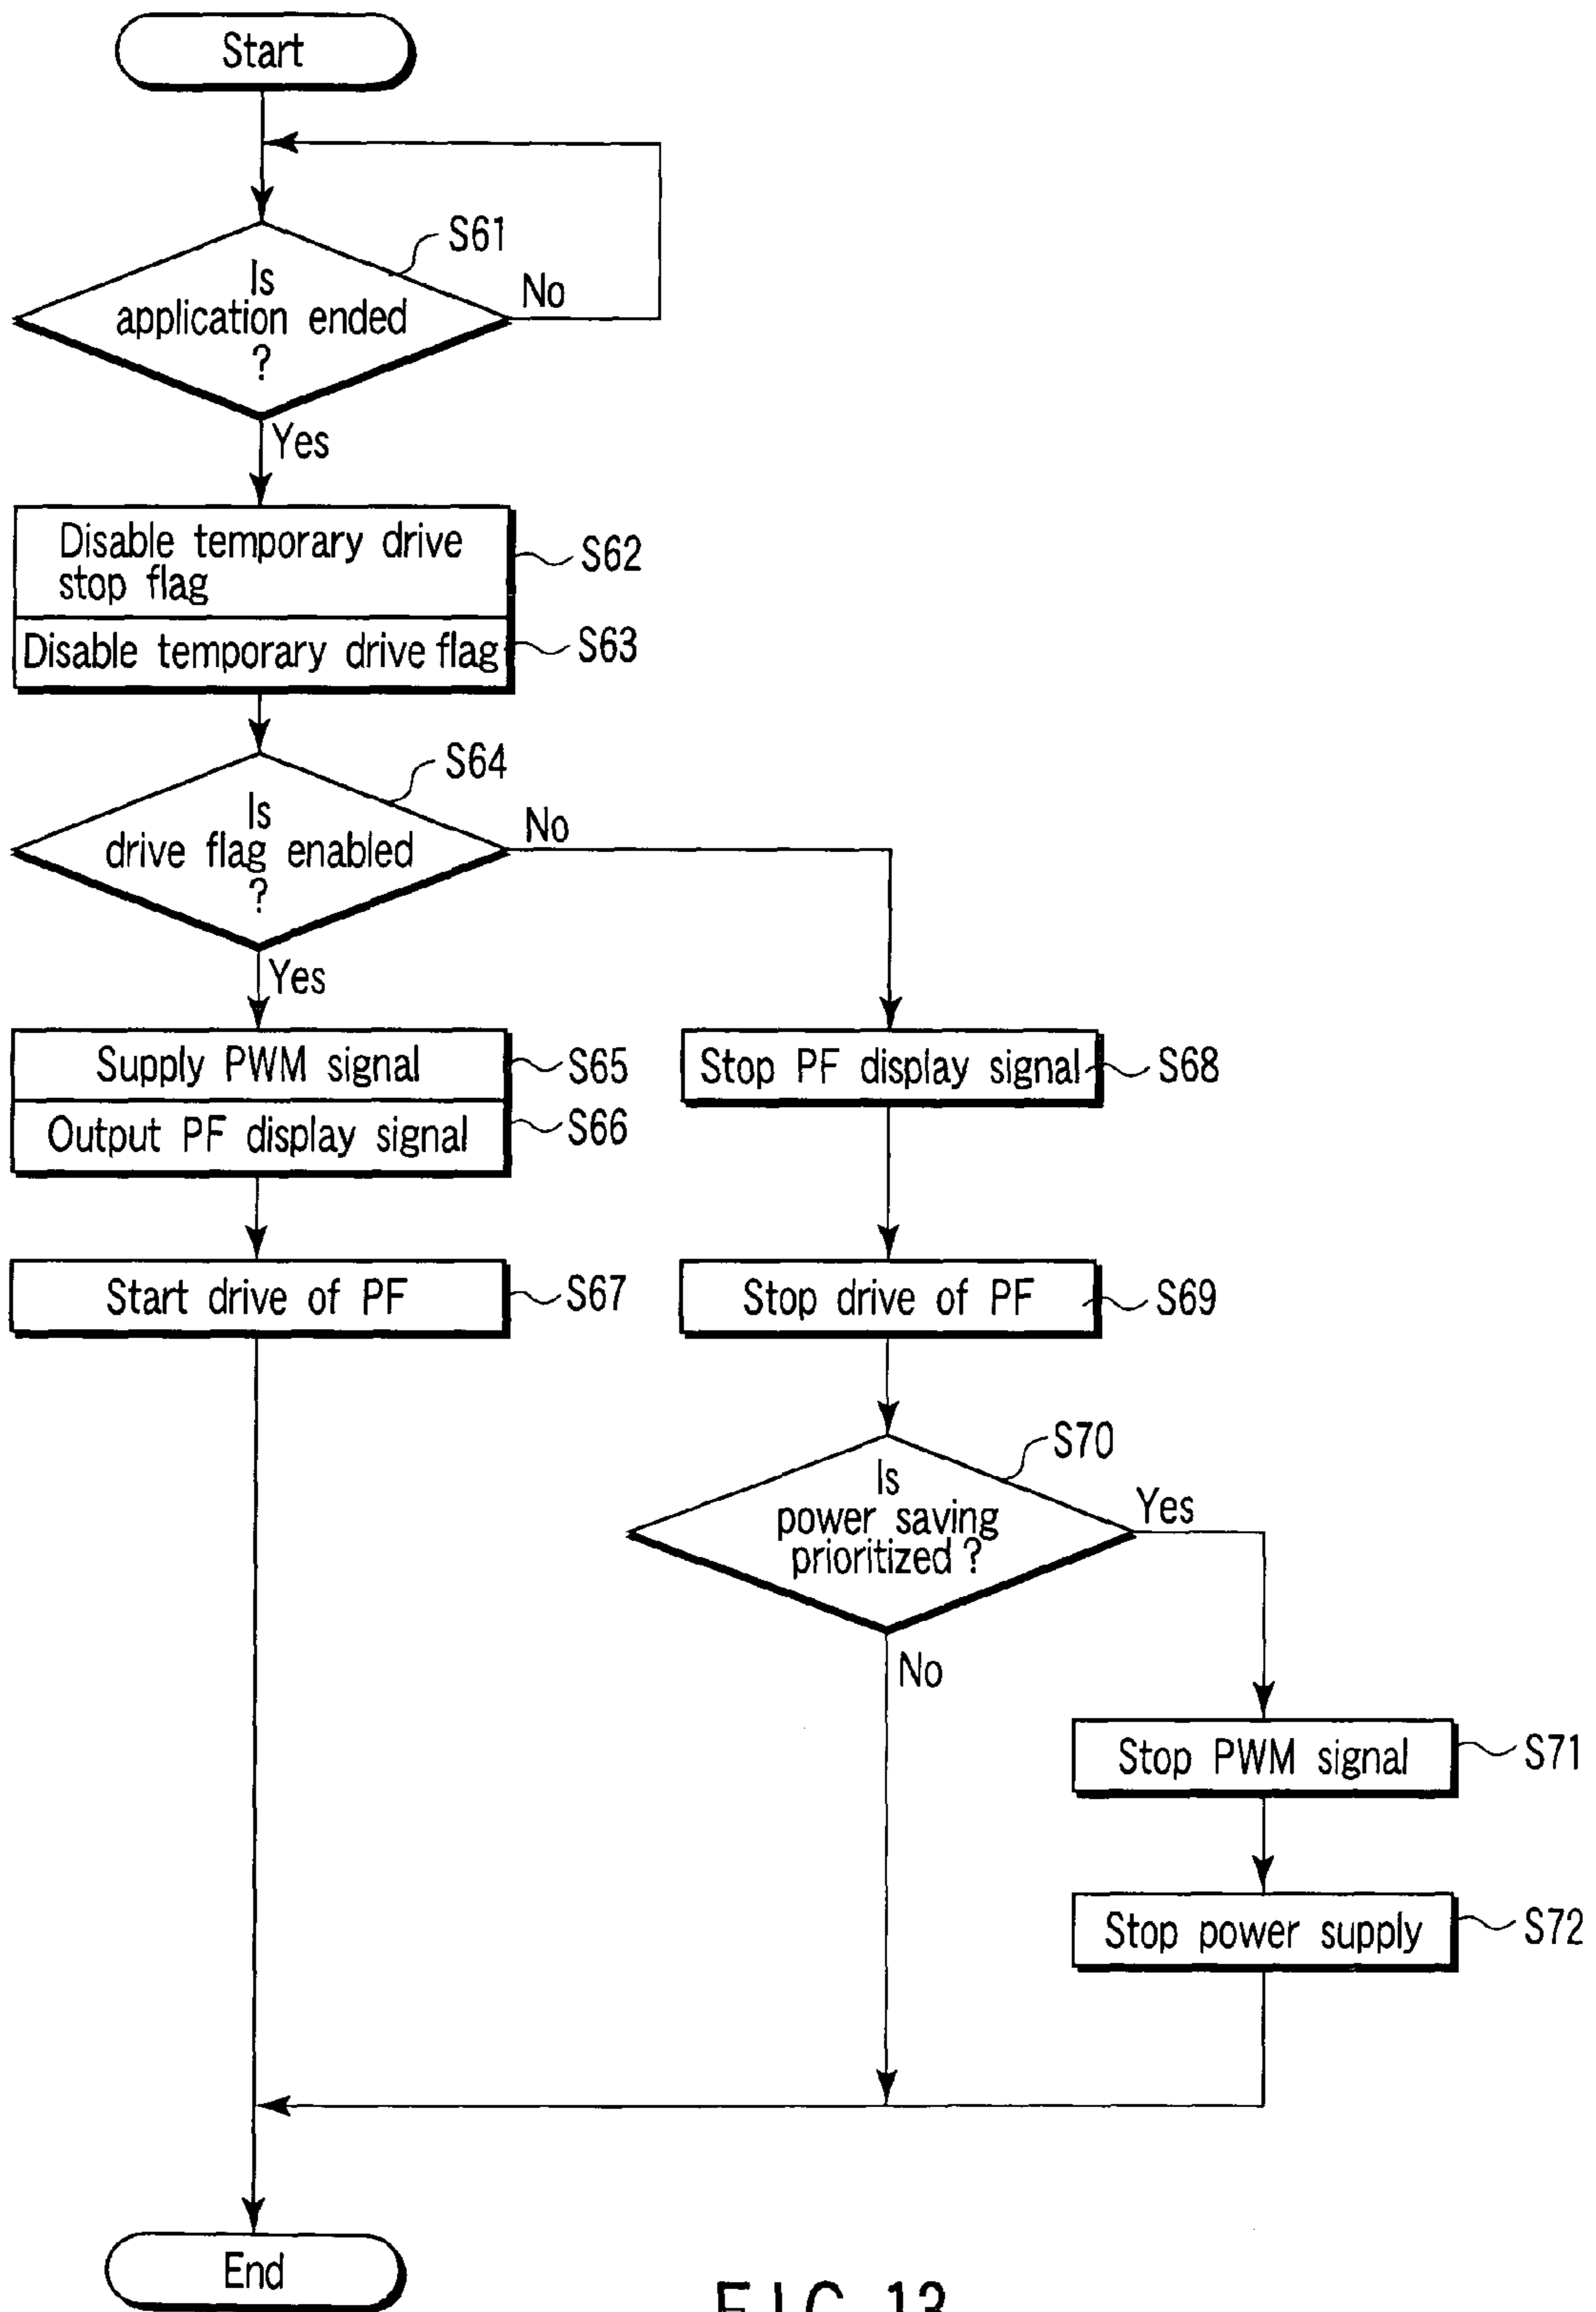 Start
S61
Is
application ended
?
No
Yes
Disable temporary drive
stop flag
S62
Disable temporary drive flag
S63
S64
Is
drive flag enabled
?
No
Yes
Supply PWM signal
S65
Output PF display signal
S66
Stop PF display signal
S68
Start drive of PF
S67
Stop drive of PF
S69
S70
Is
power saving
prioritized ?
Yes
No
Stop PWM signal
S71
Stop power supply
S72
End
FIG. 13